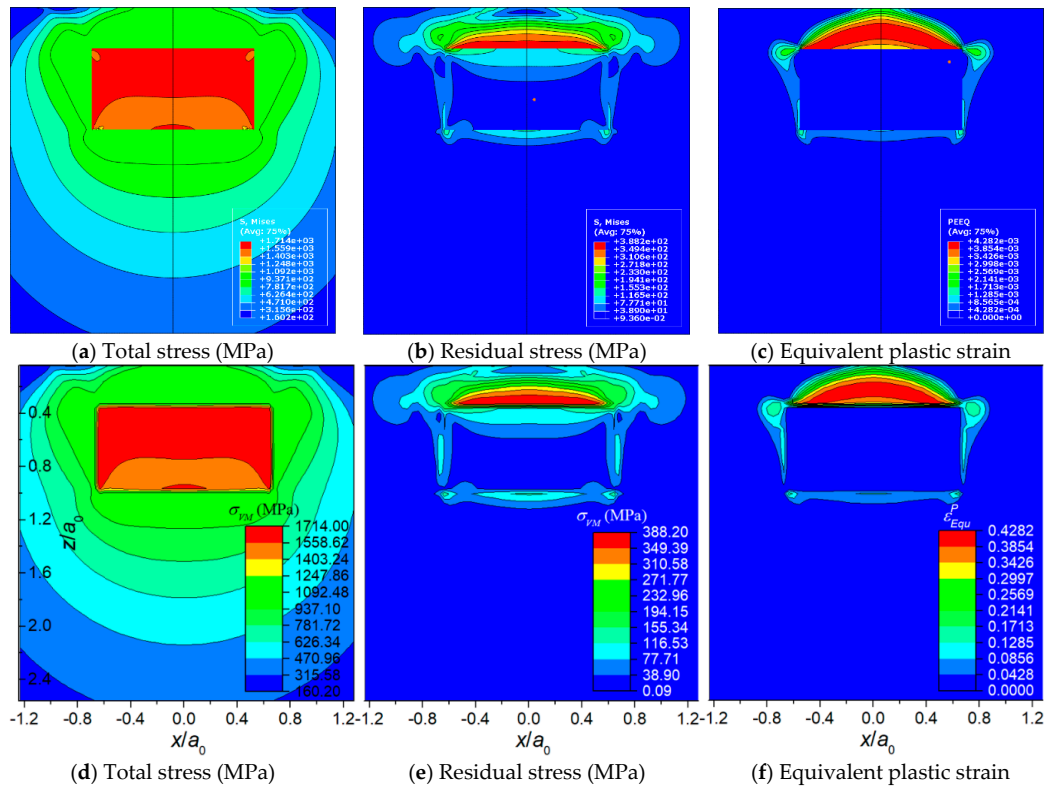 S, Mises
(Avg: 75%)
+1.714e+03
+1.559e+03
+1.403e+03
+1.248e+03
+1.092e+03
+9.371e+02
+7.817e+02
+6.264e+02
+4.710e+02
+3.156e+02
+1.602e+02
S, Mises
(Avg: 75%)
+3.882e+02
+3.494e+02
+3.106e+02
+2.718e+02
+2.330e+02
+1.941e+02
+1.553e+02
+1.165e+02
+7.771e+01
+3.890e+01
+9.360e-02
PEEQ
(Avg: 75%)
+4.282e-03
+3.854e-03
+3.426e-03
+2.998e-03
+2.569e-03
+2.141e-03
+1.713e-03
+1.285e-03
+8.565e-04
+4.282e-04
+0.000e+00
(a) Total stress (MPa)
(b) Residual stress (MPa)
(c) Equivalent plastic strain
0.4
0.8
1.2
1.6
2.0
2.4
z/a₀
σVM (MPa)
1714.00
1558.62
1403.24
1247.86
1092.48
937.10
781.72
626.34
470.96
315.58
160.20
-1.2 -0.8 -0.4 0.0 0.4 0.8 1.2
x/a₀
σVM (MPa)
388.20
349.39
310.58
271.77
232.96
194.15
155.34
116.53
77.71
38.90
0.09
-1.2 -0.8 -0.4 0.0 0.4 0.8 1.2
x/a₀
εᴾEqu
0.4282
0.3854
0.3426
0.2997
0.2569
0.2141
0.1713
0.1285
0.0856
0.0428
0.0000
-0.8 -0.4 0.0 0.4 0.8 1.2
x/a₀
(d) Total stress (MPa)
(e) Residual stress (MPa)
(f) Equivalent plastic strain